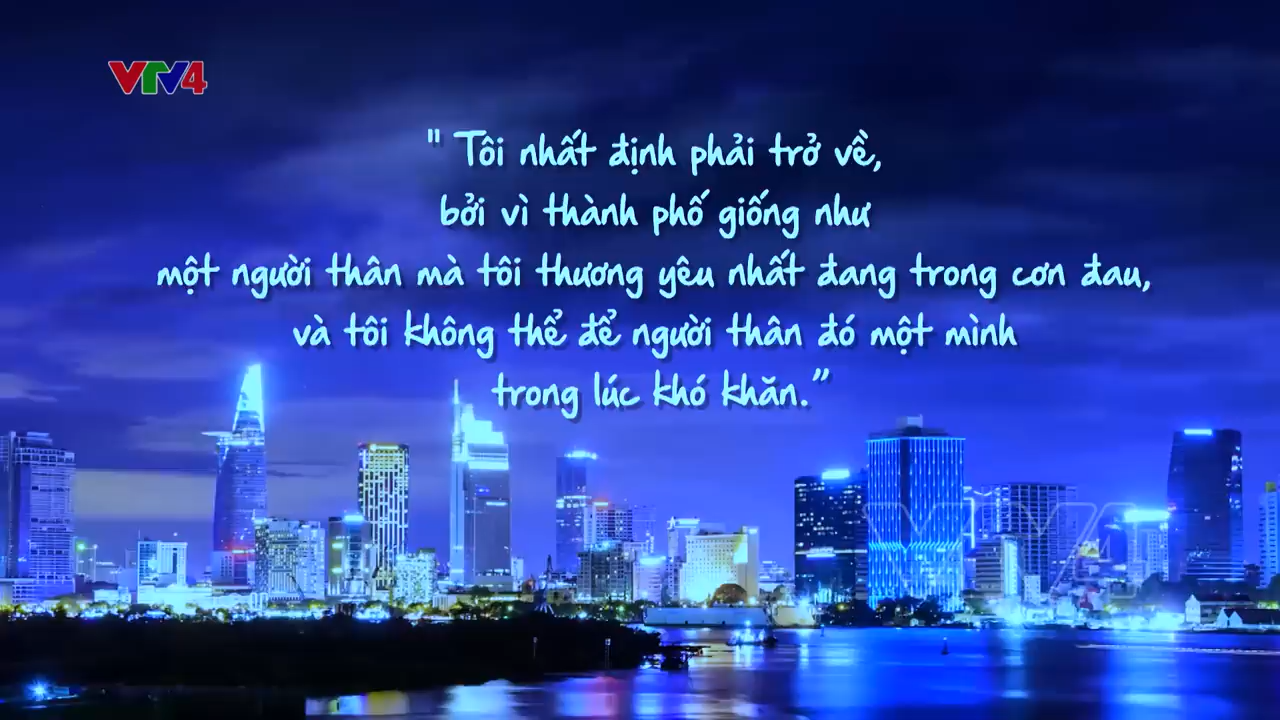 VTV4
" Tôi nhất định phải trở về,
bởi vì thành phố giống như
một người thân mà tôi thương yêu nhất đang trong cơn đau,
và tôi không thể để người thân đó một mình
trong lúc khó khăn.”